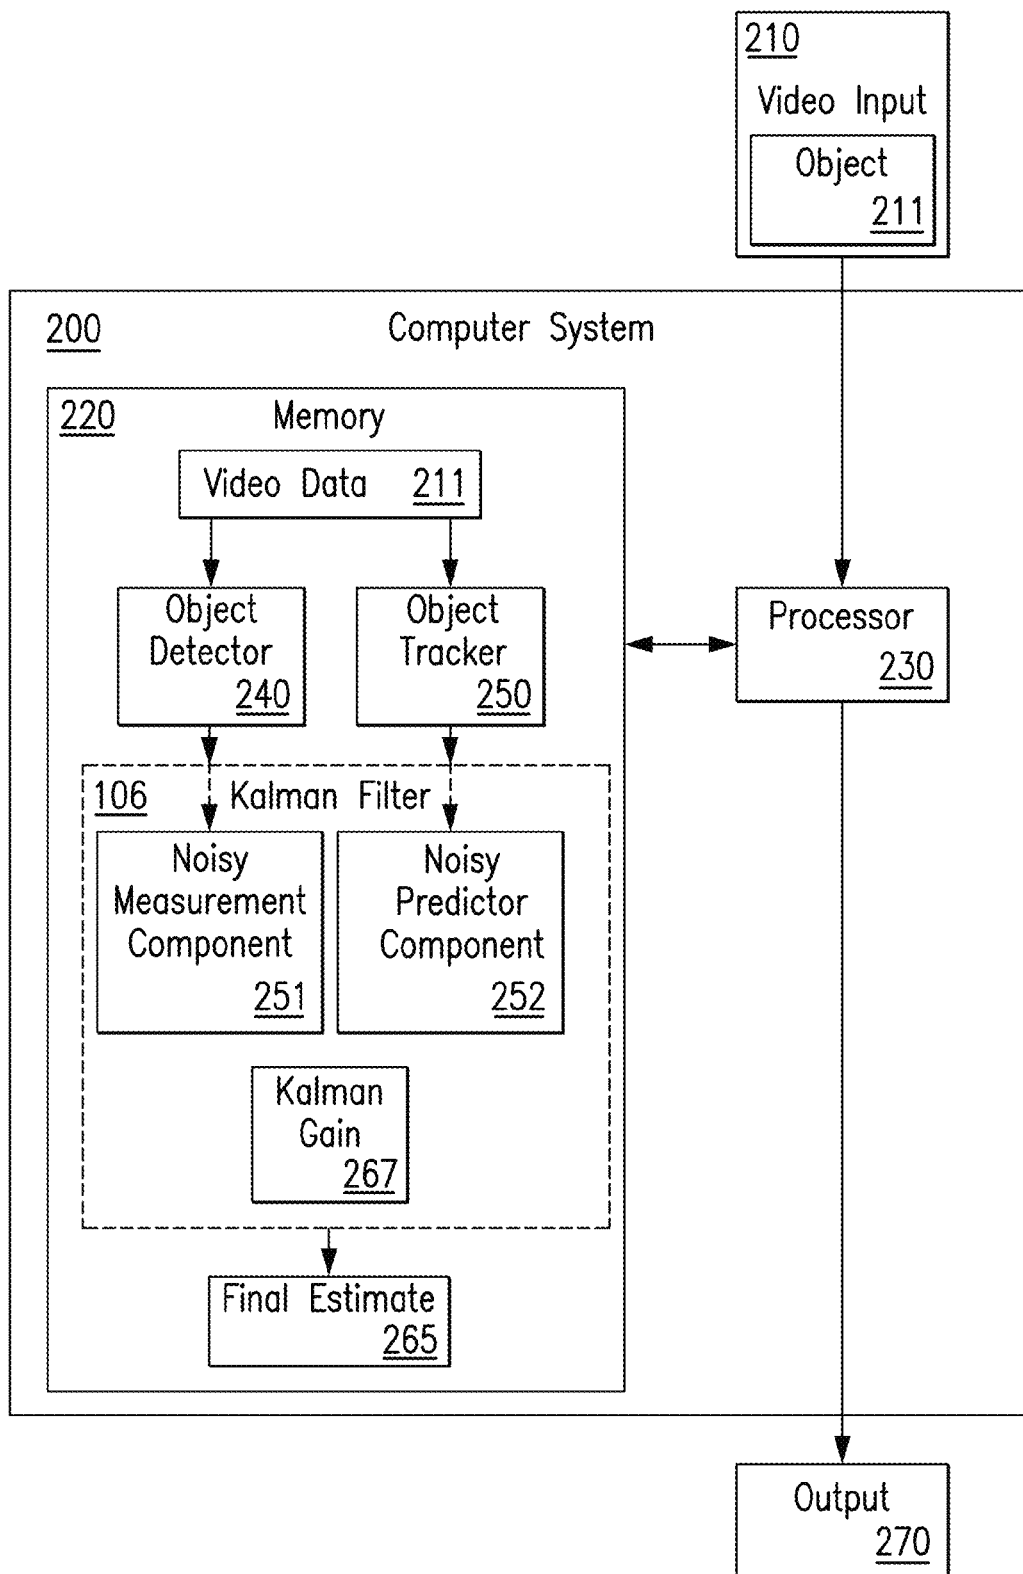 210
Video Input
Object
211
200
Computer System
220
Memory
Video Data 211
Object
Detector
240
Object
Tracker
250
Processor
230
106
Kalman Filter
Noisy
Measurement
Component
251
Noisy
Predictor
Component
252
Kalman
Gain
267
Final Estimate
265
Output
270